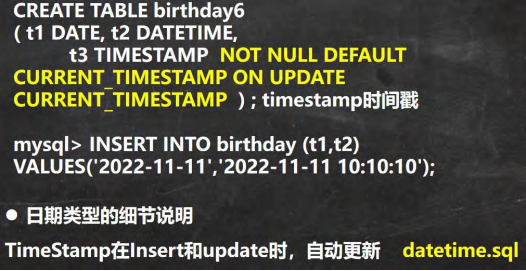 CREATE TABLE birthday6
( t1 DATE, t2 DATETIME,
t3 TIMESTAMP NOT NULL DEFAULT
CURRENT_TIMESTAMP ON UPDATE
CURRENT_TIMESTAMP ) ; timestamp时间戳
mysql> INSERT INTO birthday (t1,t2)
VALUES('2022-11-11','2022-11-11 10:10:10');
● 日期类型的细节说明
TimeStamp在Insert和update时，自动更新 datetime.sql